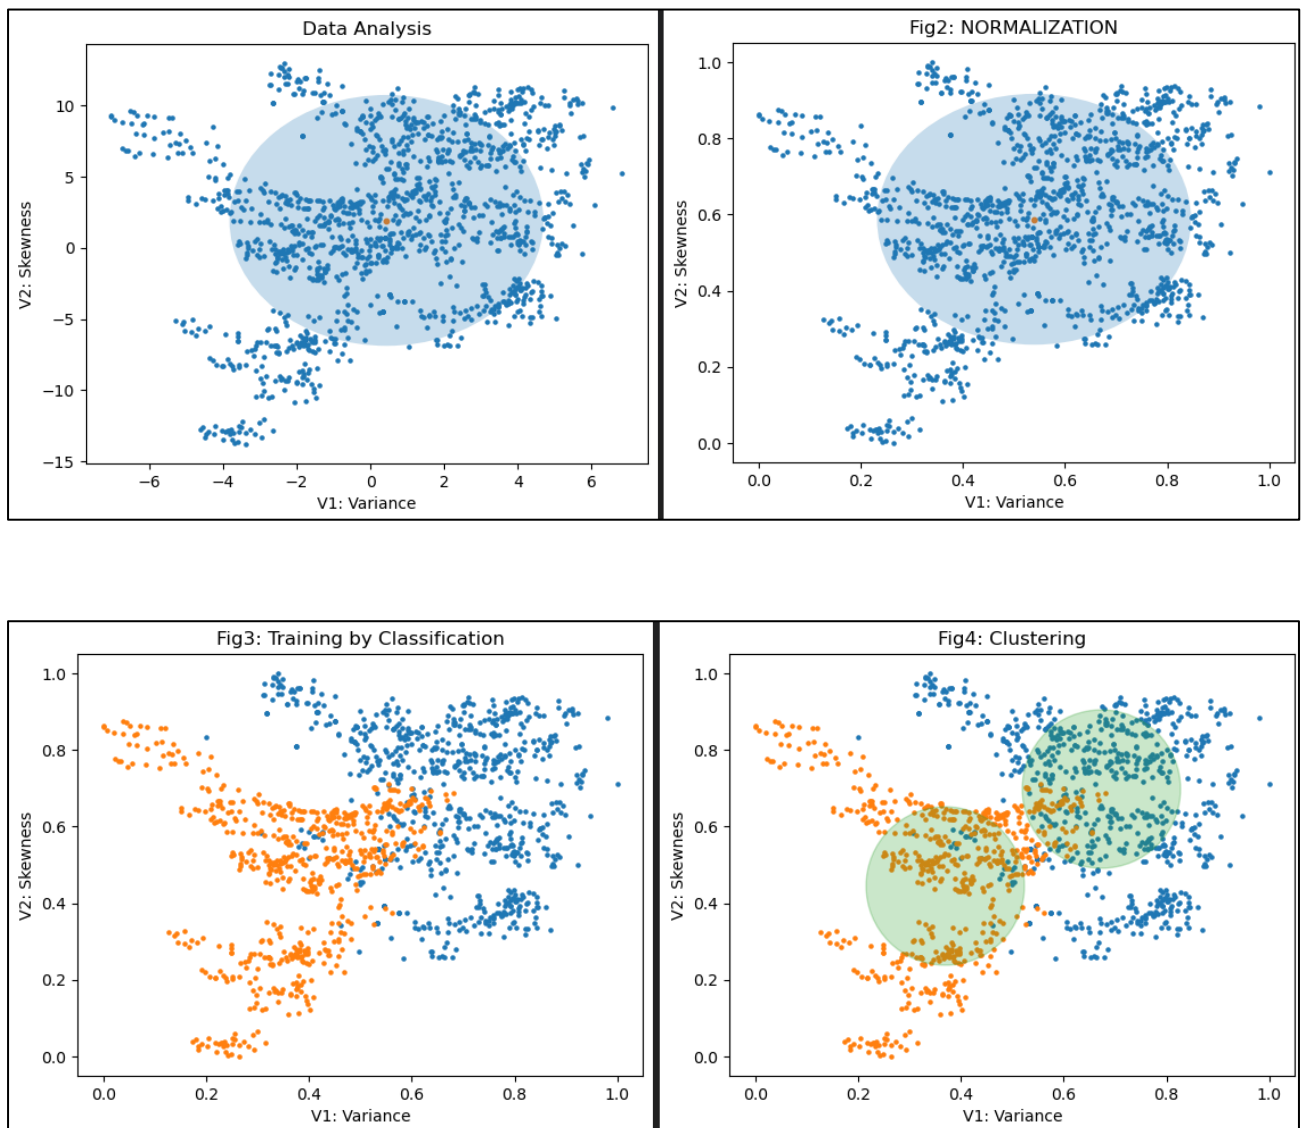 Data Analysis
10
5
0
−5
−10
−15
V2: Skewness
−6 −4 −2 0 2 4 6
V1: Variance
Fig2: NORMALIZATION
1.0
0.8
0.6
0.4
0.2
0.0
V2: Skewness
0.0 0.2 0.4 0.6 0.8 1.0
V1: Variance
Fig3: Training by Classification
1.0
0.8
0.6
0.4
0.2
0.0
V2: Skewness
0.0 0.2 0.4 0.6 0.8 1.0
V1: Variance
Fig4: Clustering
1.0
0.8
0.6
0.4
0.2
0.0
V2: Skewness
0.0 0.2 0.4 0.6 0.8 1.0
V1: Variance